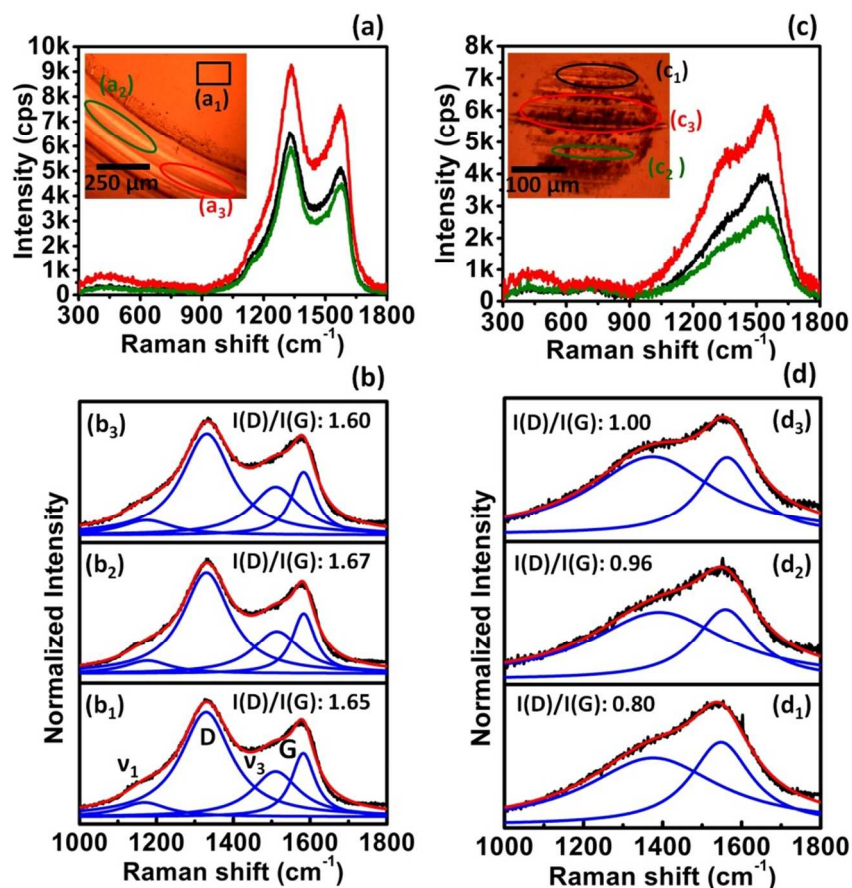 (a)
10k
9k
8k
7k
6k
5k
4k
3k
2k
1k
0
Intensity (cps)
(a2)
(a1)
250 µm
(a3)
300 600 900 1200 1500 1800
Raman shift (cm-1)
(c)
8k
7k
6k
5k
4k
3k
2k
1k
0
Intensity (cps)
(c1)
(c3)
(c2)
100 µm
300 600 900 1200 1500 1800
Raman shift (cm-1)
(b)
Normalized Intensity
(b3)
I(D)/I(G): 1.60
(b2)
I(D)/I(G): 1.67
(b1)
I(D)/I(G): 1.65
ν1
D
ν3
G
1000 1200 1400 1600 1800
Raman shift (cm-1)
(d)
Normalized Intensity
I(D)/I(G): 1.00
(d3)
I(D)/I(G): 0.96
(d2)
I(D)/I(G): 0.80
(d1)
1000 1200 1400 1600 1800
Raman shift (cm-1)